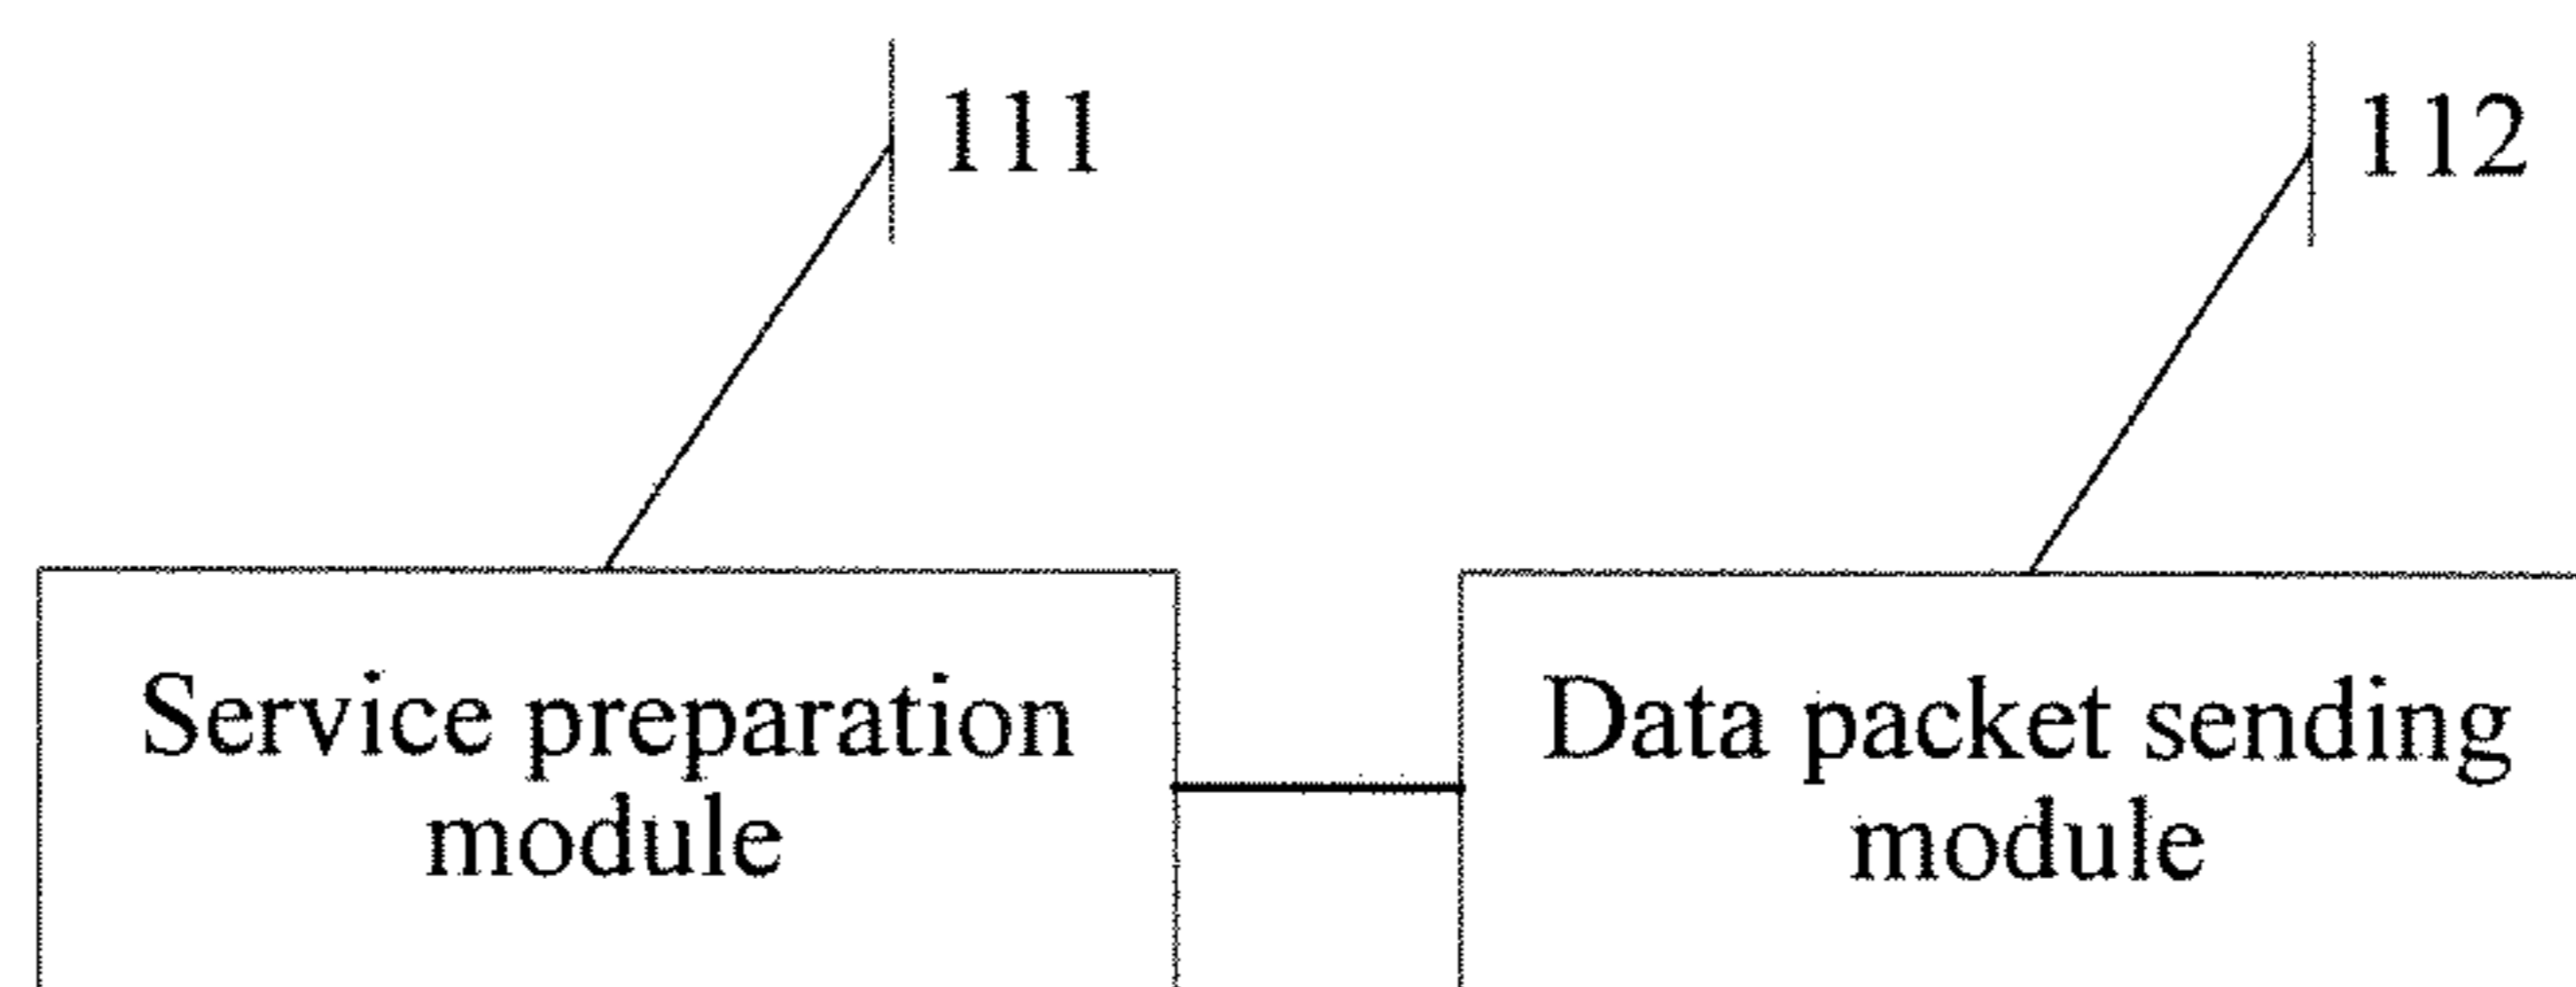 111
112
Service preparation
module
Data packet sending
module